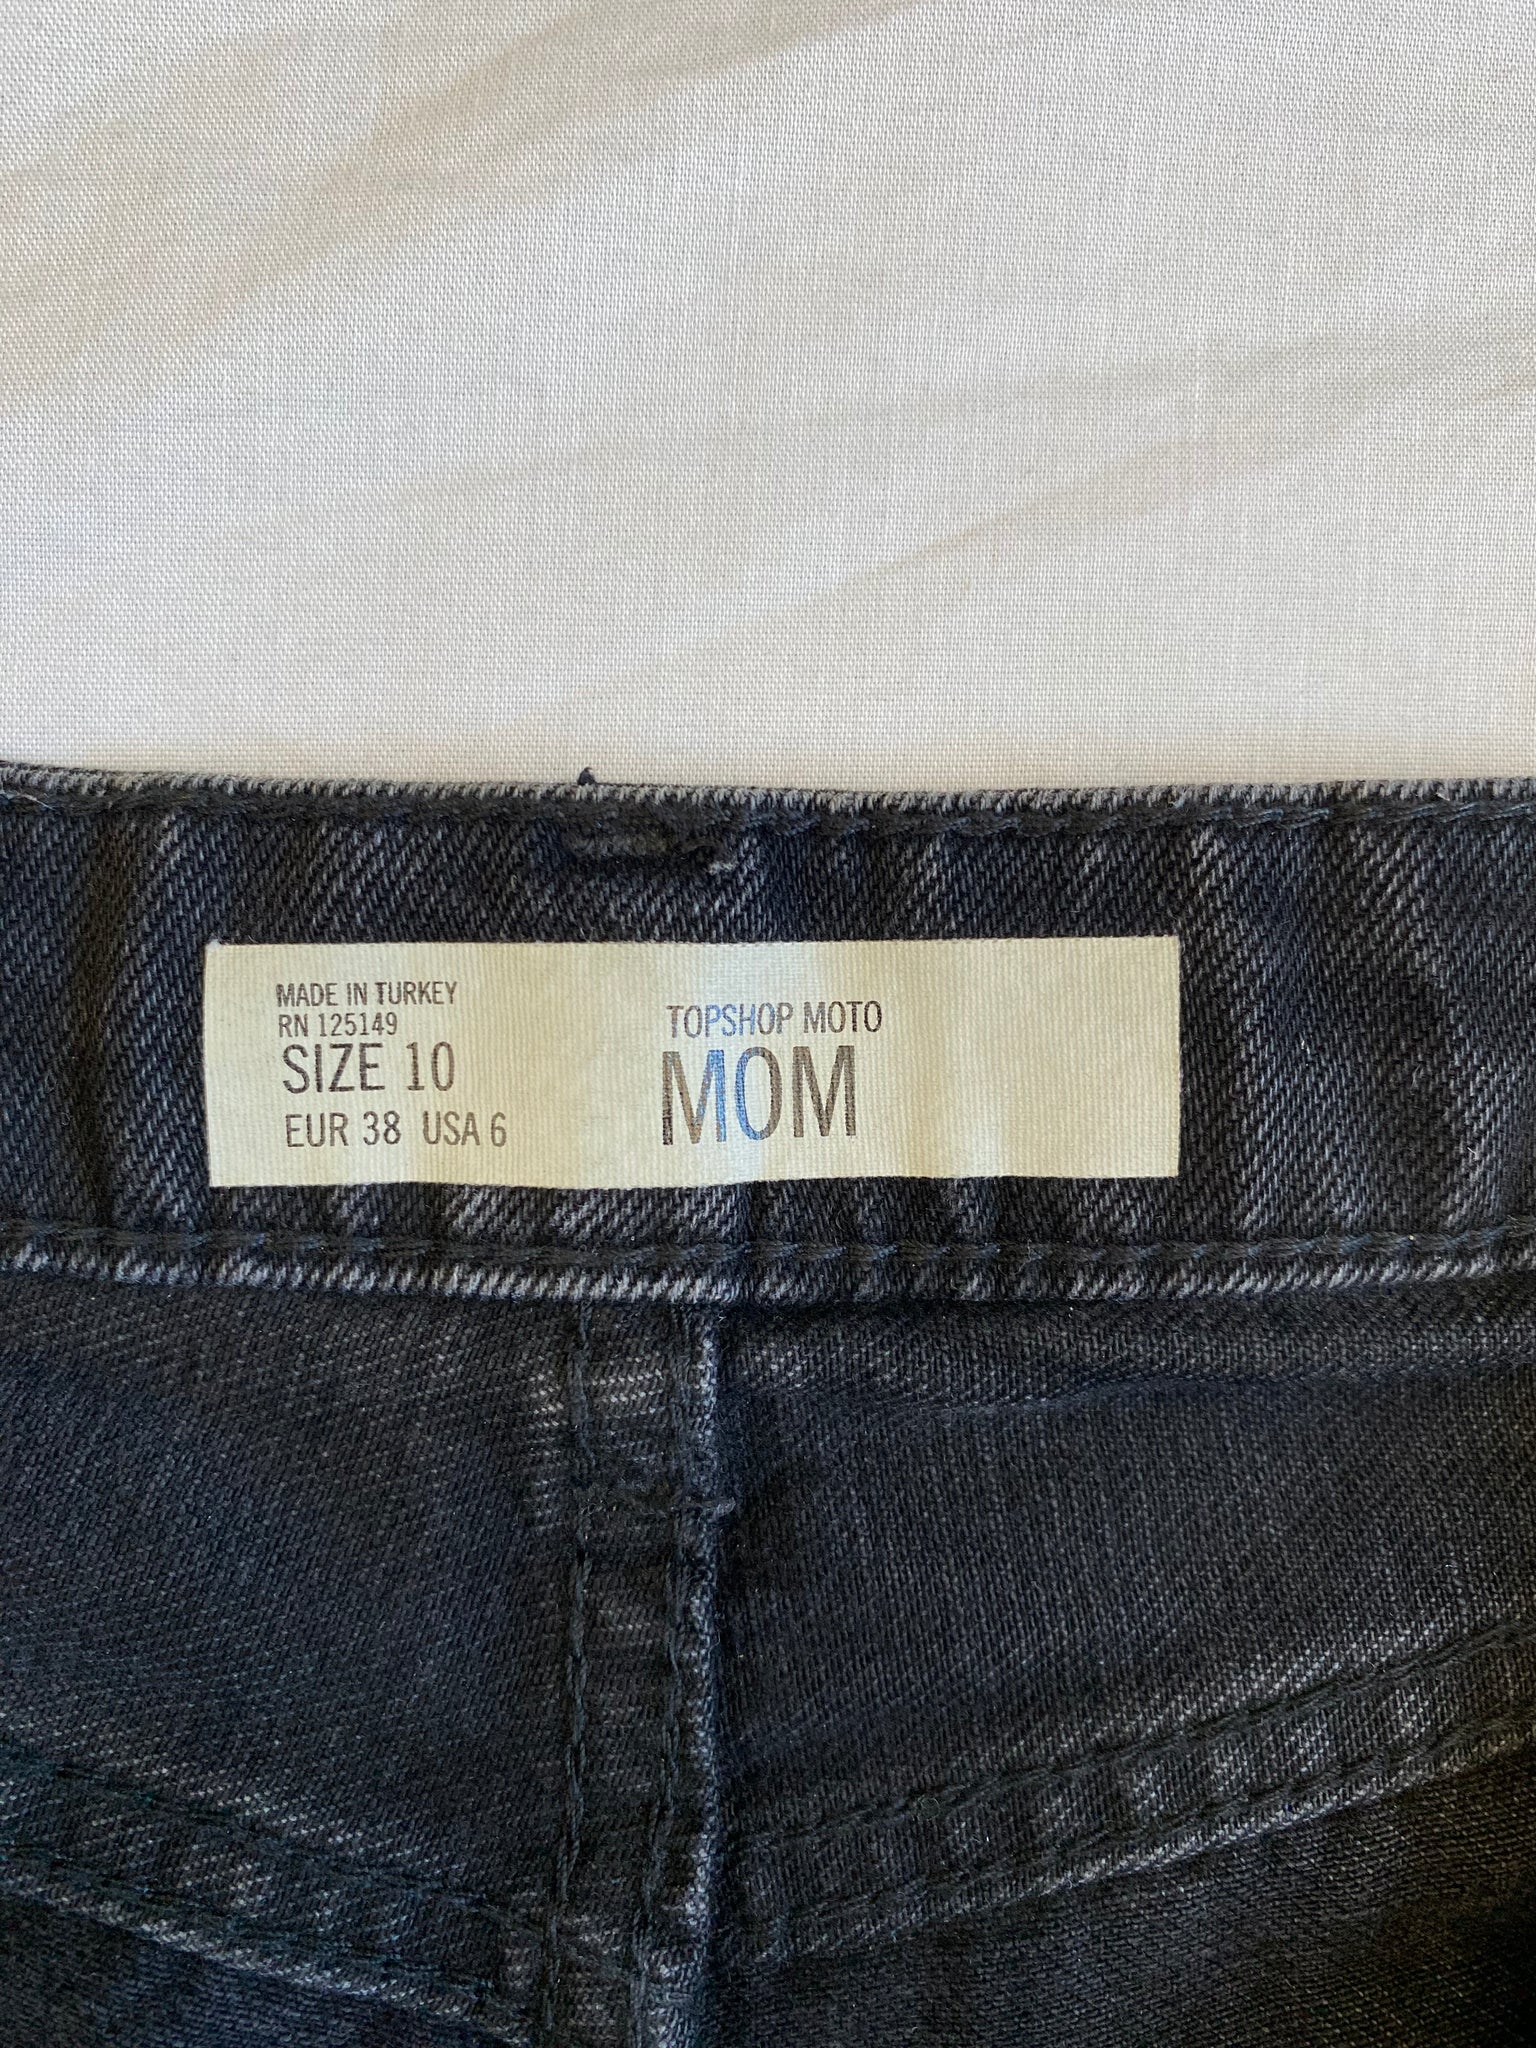 MADE IN TURKEY
RN 125149
SIZE 10
EUR 38 USA 6
TOPSHOP MOTO
MOM